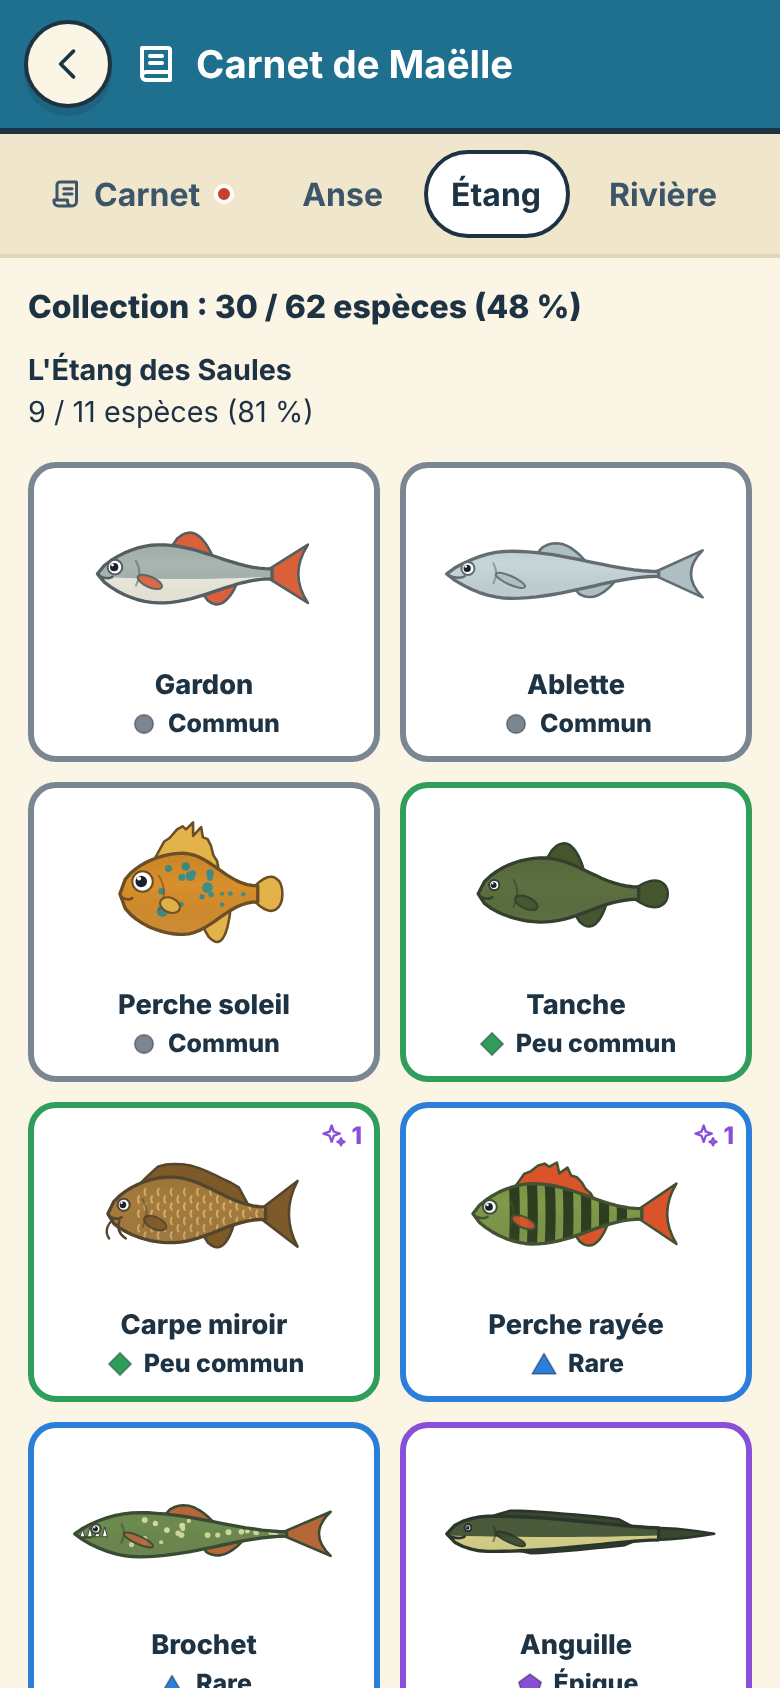 Carnet de Maëlle
Carnet
Anse
Étang
Rivière
Collection : 30 / 62 espèces (48 %)
L'Étang des Saules
9 / 11 espèces (81 %)
Gardon
Commun
Ablette
Commun
Perche soleil
Commun
Tanche
Peu commun
1
Carpe miroir
Peu commun
1
Perche rayée
Rare
Brochet
Rare
Anguille
Épique